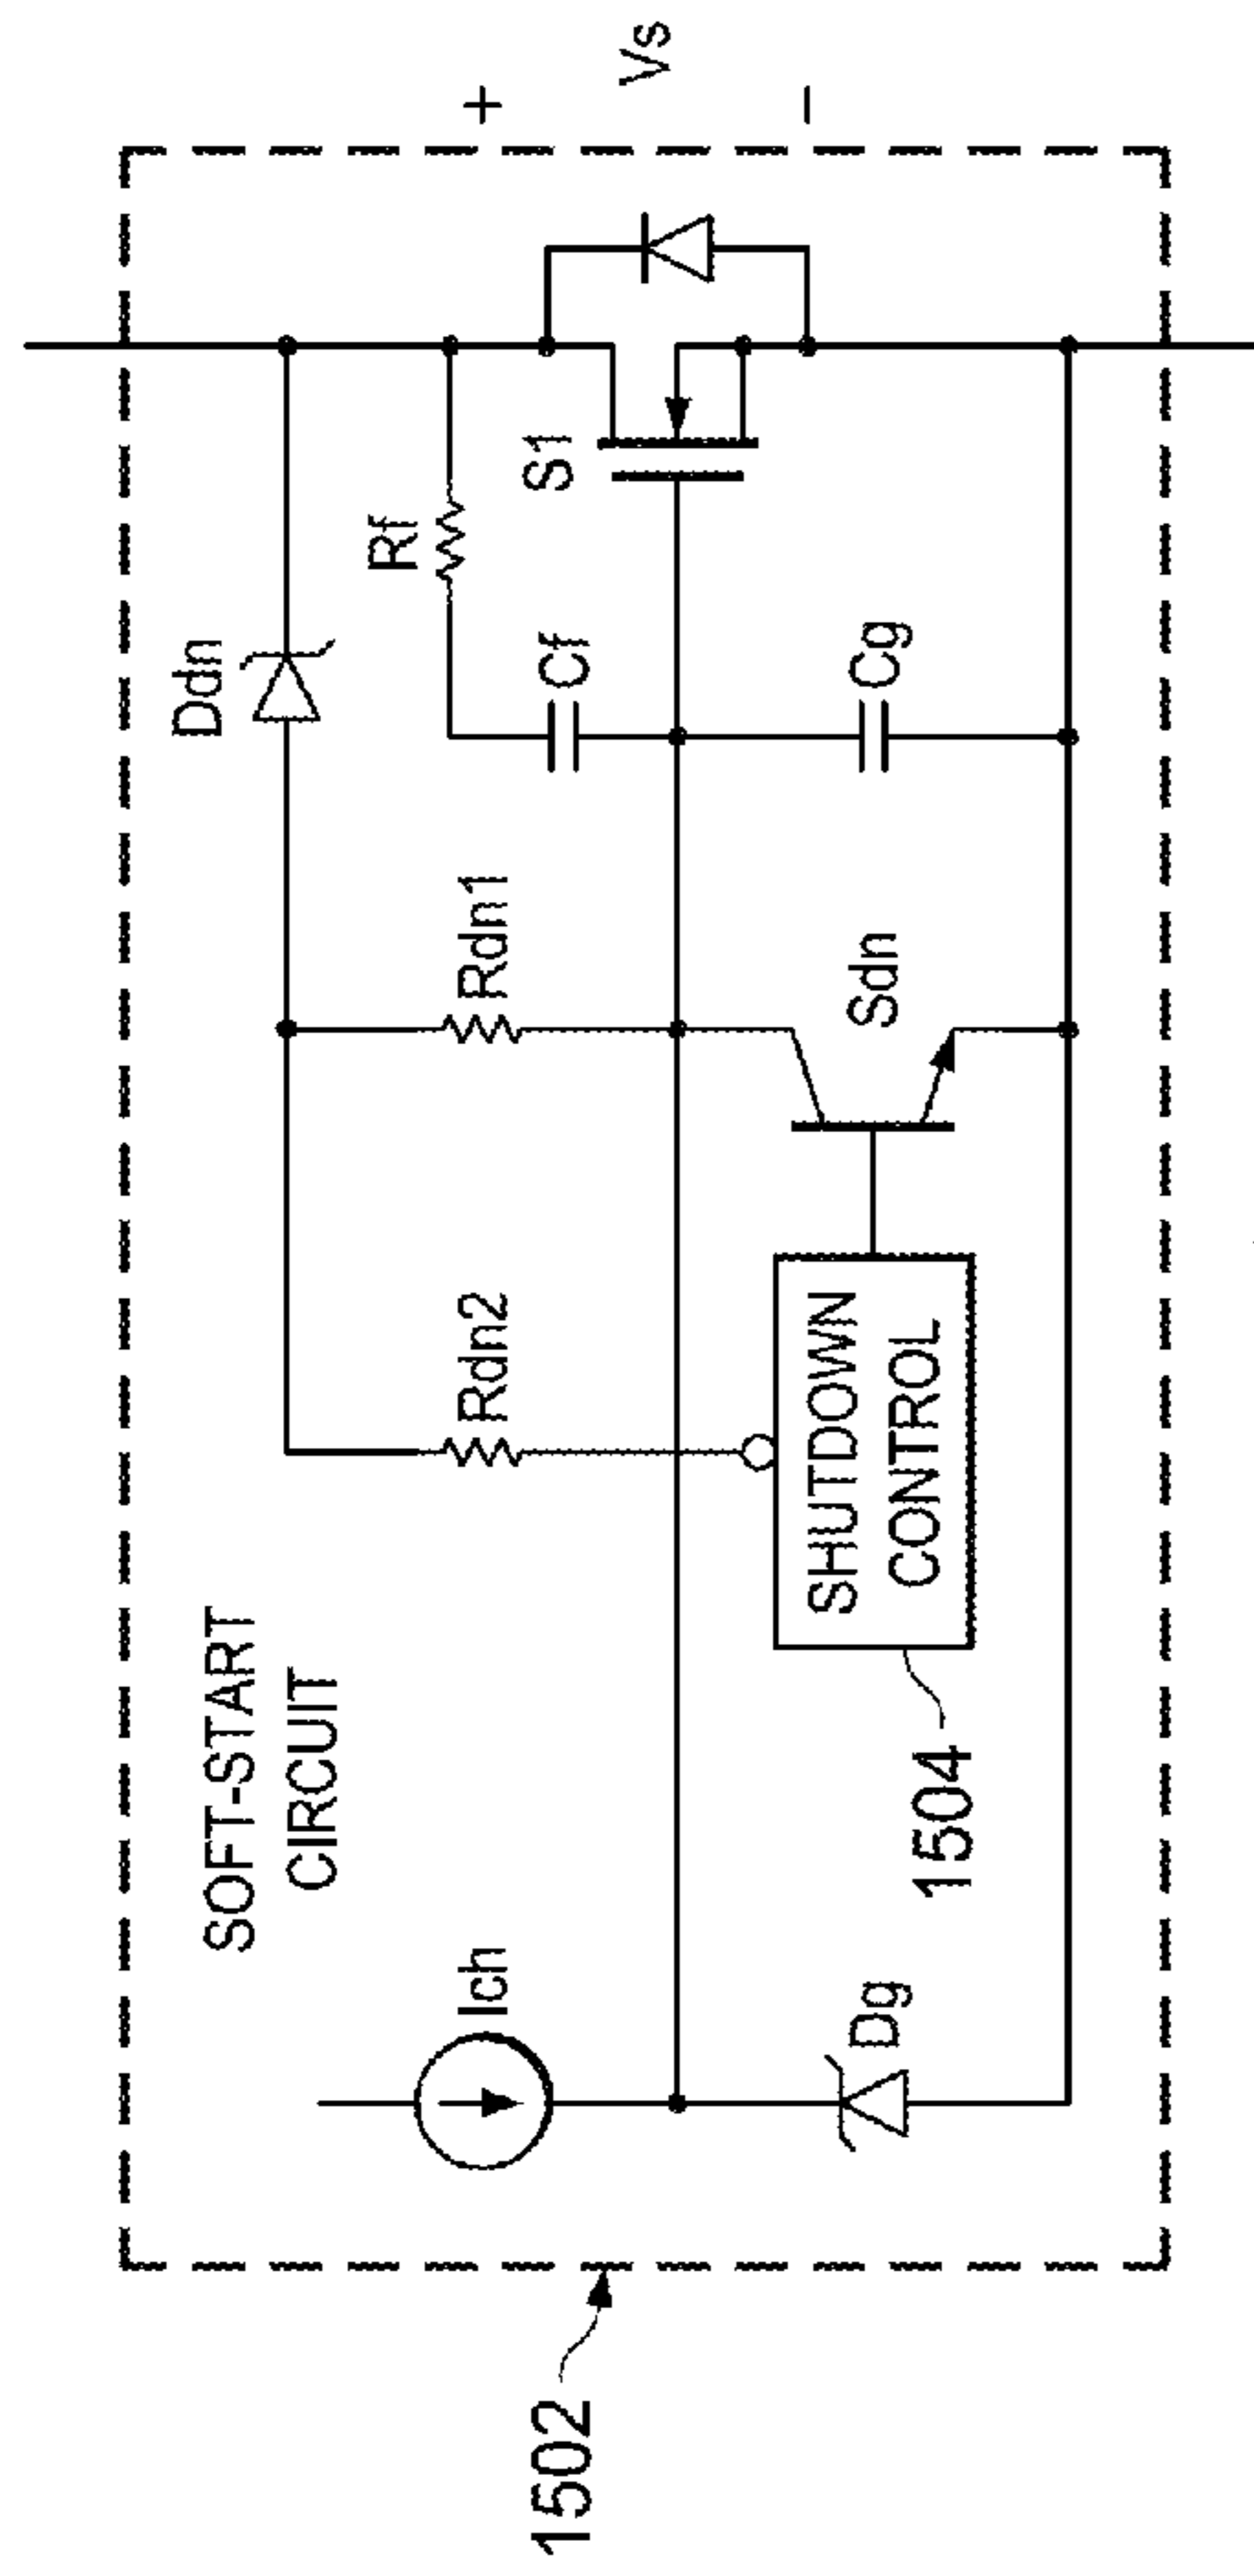 1502
SOFT-START
CIRCUIT
Ich
Dg
1504
SHUTDOWN
CONTROL
Rdn2
Rdn1
Sdn
Ddn
Cf
Cg
Rf
S1
+
Vs
−